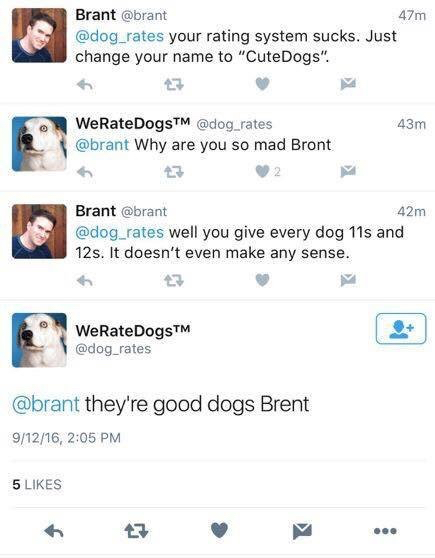 Brant @brant 47m
@dog_rates your rating system sucks. Just
change your name to “CuteDogs”.
WeRateDogs™ @dog_rates 43m
@brant Why are you so mad Bront
2
Brant @brant 42m
@dog_rates well you give every dog 11s and
12s. It doesn’t even make any sense.
WeRateDogs™
@dog_rates
@brant they're good dogs Brent
9/12/16, 2:05 PM
5 LIKES